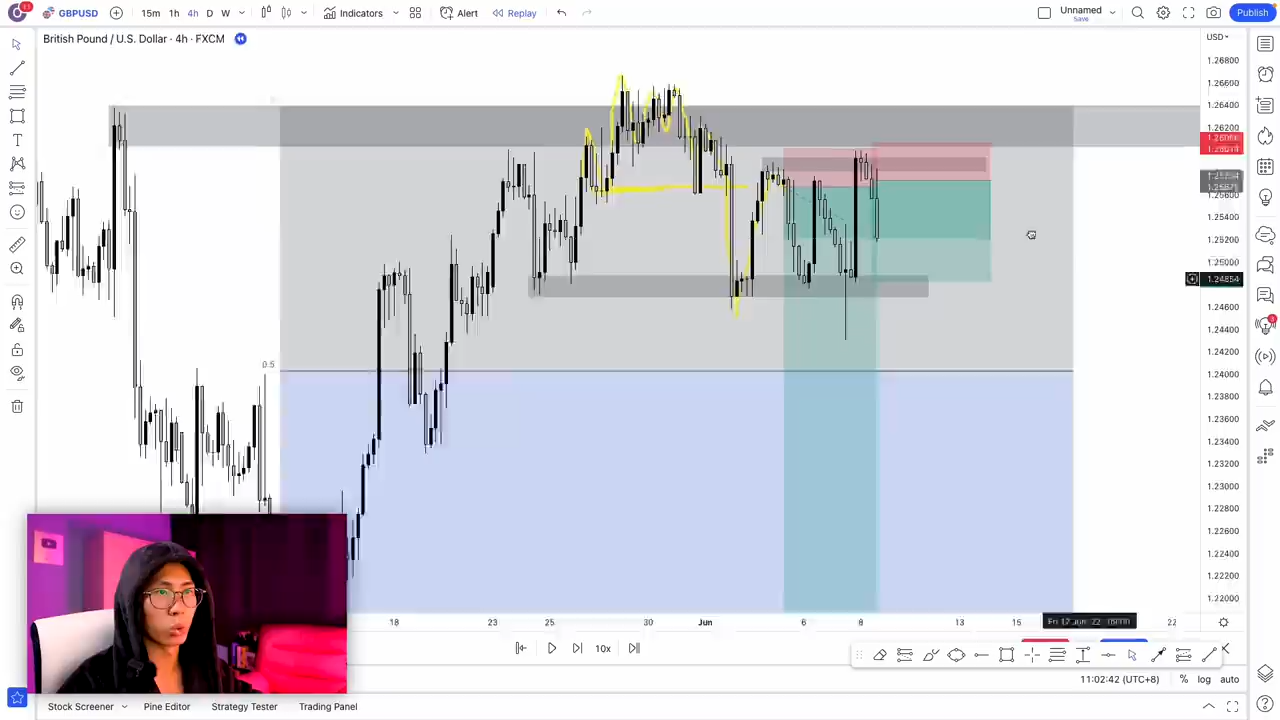 11
GBPUSD
15m 1h 4h D W
Indicators
Alert
Replay
Unnamed
Save
Publish
British Pound / U.S. Dollar · 4h · FXCM
USD
1.26800
1.26600
1.26400
1.26200
1.25600
1.25400
1.25200
1.25000
1.24854
1.24600
1.24400
1.24200
1.24000
1.23800
1.23600
1.23400
1.23200
1.23000
1.22800
1.22600
1.22400
1.22200
1.22000
0.5
18 23 25 30 Jun 6 8 13 15 22
10x
11:02:42 (UTC+8)
% log auto
Stock Screener Pine Editor Strategy Tester Trading Panel